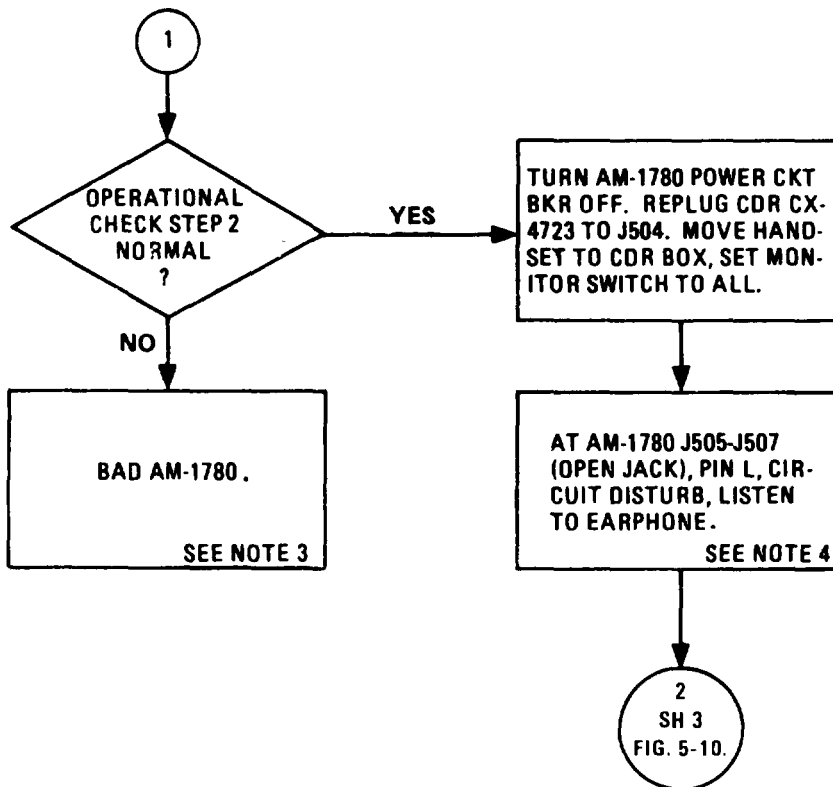 1
OPERATIONAL
CHECK STEP 2
NORMAL
?
YES
TURN AM-1780 POWER CKT
BKR OFF. REPLUG CDR CX-
4723 TO J504. MOVE HAND-
SET TO CDR BOX, SET MON-
ITOR SWITCH TO ALL.
NO
BAD AM-1780.
SEE NOTE 3
AT AM-1780 J505-J507
(OPEN JACK), PIN L, CIR-
CUIT DISTURB, LISTEN
TO EARPHONE.
SEE NOTE 4
2
SH 3
FIG. 5-10.